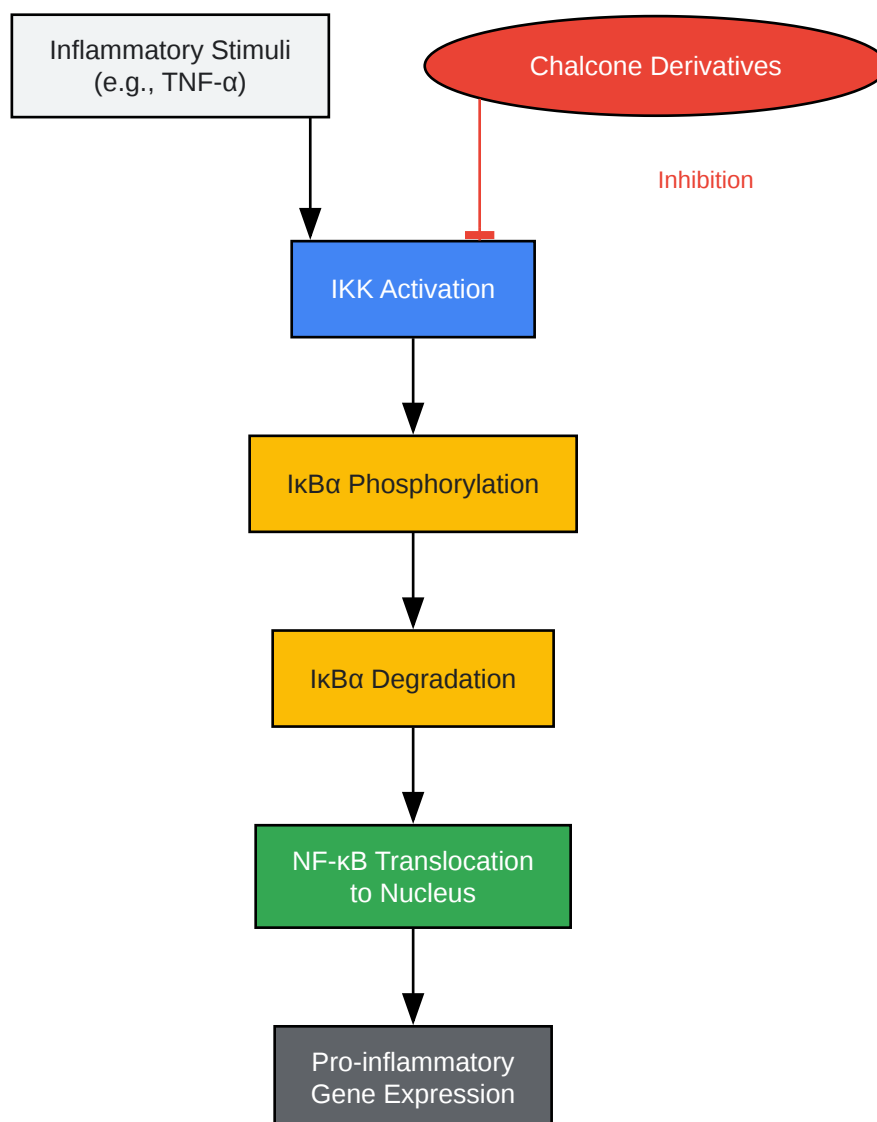 Inflammatory Stimuli
(e.g., TNF-α)
Chalcone Derivatives
Inhibition
IKK Activation
IκBα Phosphorylation
IκBα Degradation
NF-κB Translocation
to Nucleus
Pro-inflammatory
Gene Expression